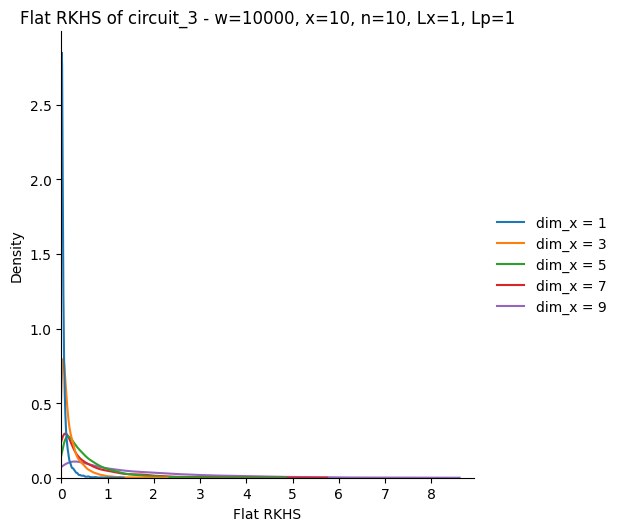 Flat RKHS of circuit_3 - w=10000, x=10, n=10, Lx=1, Lp=1
Density
2.5
2.0
1.5
1.0
0.5
0.0
0 1 2 3 4 5 6 7 8
Flat RKHS
dim_x = 1
dim_x = 3
dim_x = 5
dim_x = 7
dim_x = 9